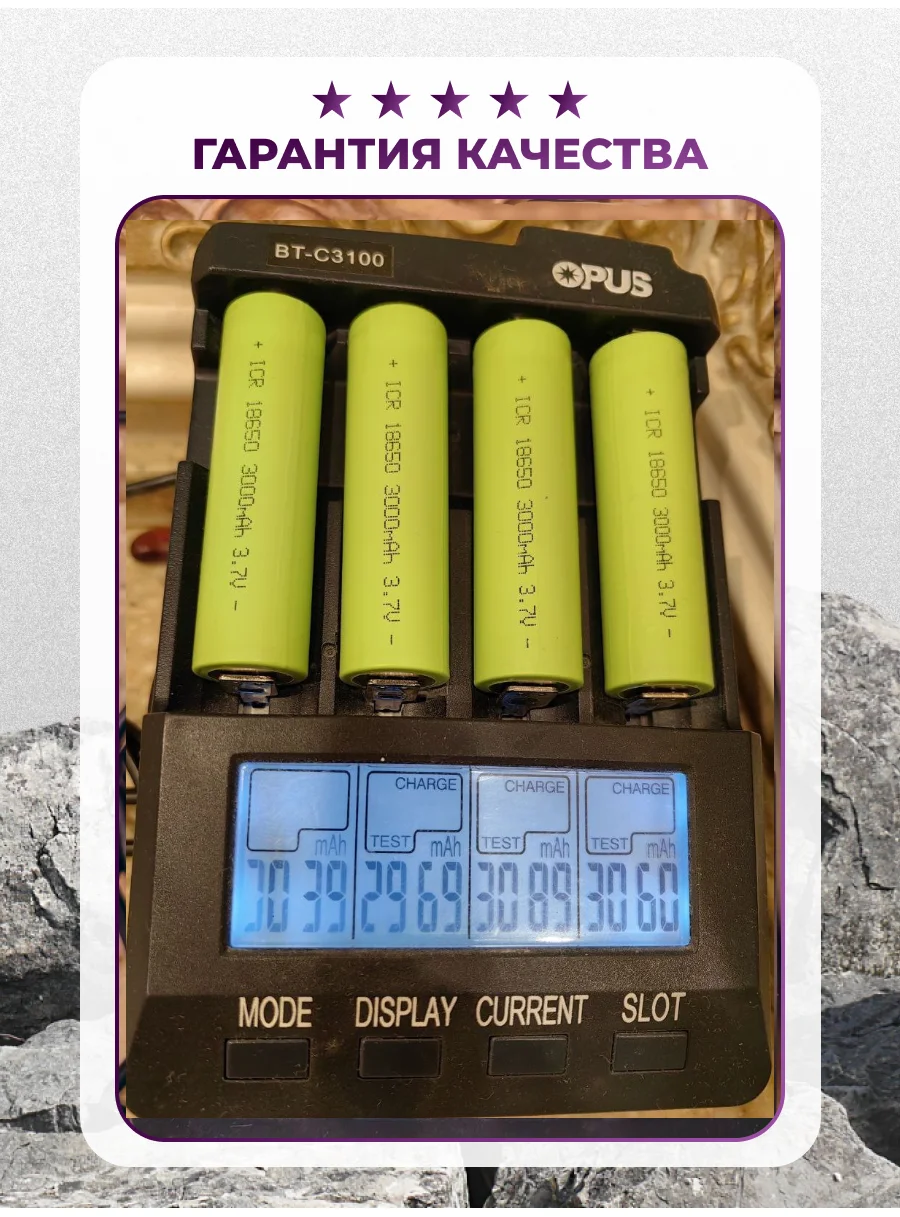 ГАРАНТИЯ КАЧЕСТВА
BT-C3100
OPUS
+ ICR 18650 3000mAh 3.7V -
+ ICR 18650 3000mAh 3.7V -
+ ICR 18650 3000mAh 3.7V -
+ ICR 18650 3000mAh 3.7V -
CHARGE CHARGE CHARGE
TEST TEST TEST
mAh mAh mAh mAh
3039 2969 3089 3060
MODE DISPLAY CURRENT SLOT